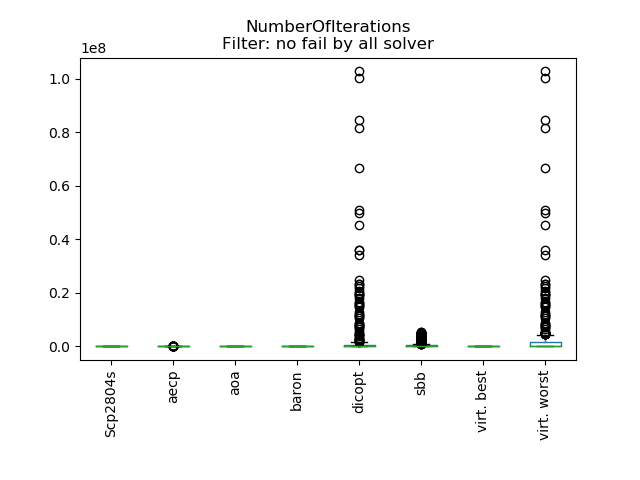 NumberOfIterations
Filter: no fail by all solver
1e8
1.0
0.8
0.6
0.4
0.2
0.0
Scp2804s
aecp
aoa
baron
dicopt
sbb
virt. best
virt. worst